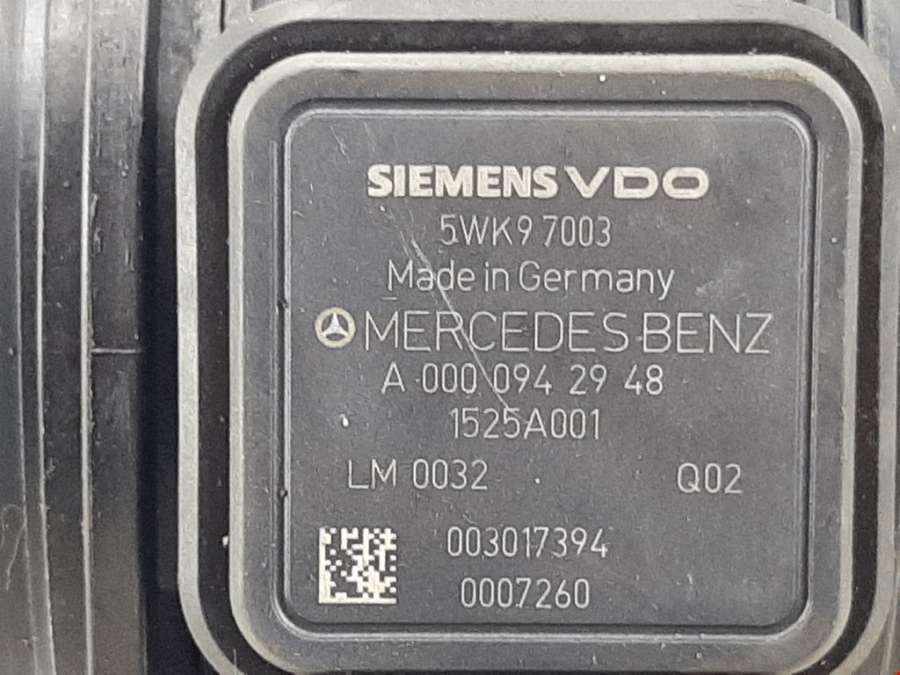 SIEMENS VDO
5WK9 7003
Made in Germany
MERCEDES-BENZ
A 000 094 29 48
1525A001
LM 0032 Q02
003017394
0007260